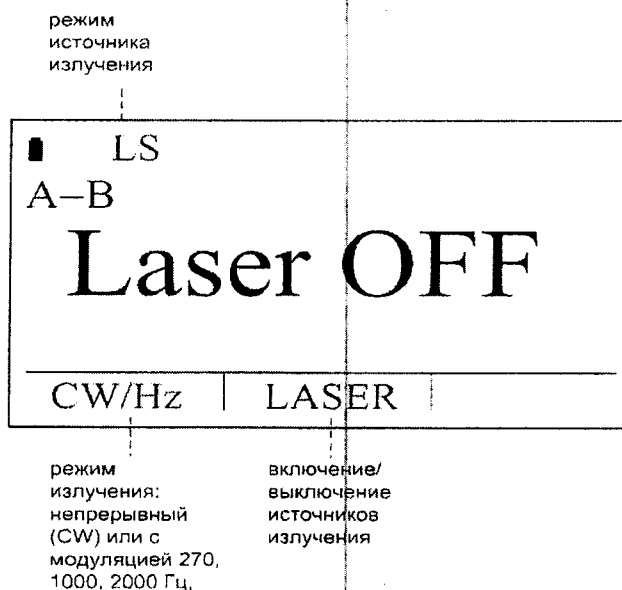 режим
источника
излучения
LS
A–B
Laser OFF
CW/Hz LASER
режим
излучения:
непрерывный
(CW) или с
модуляцией 270,
1000, 2000 Гц,
включение/
выключение
источников
излучения